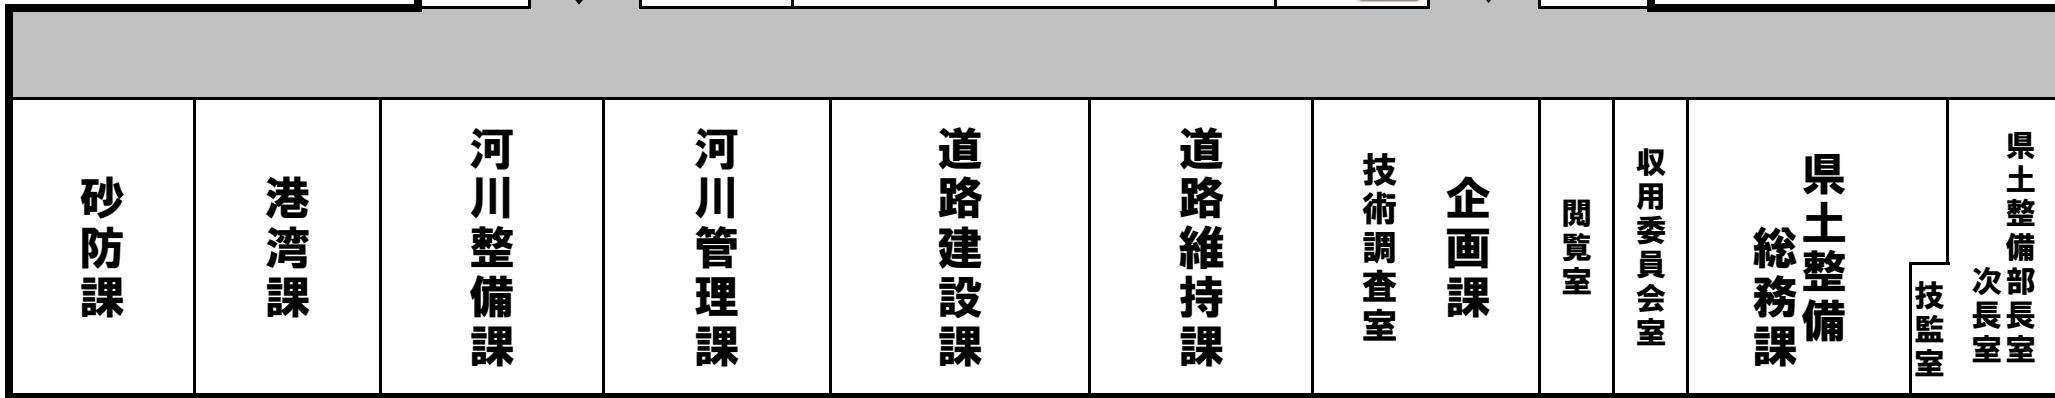 砂防課
港湾課
河川整備課
河川管理課
道路建設課
道路維持課
企画課
技術調査室
閲覧室
収用委員会室
県土整備
総務課
技監室
県土整備部長室
次長室